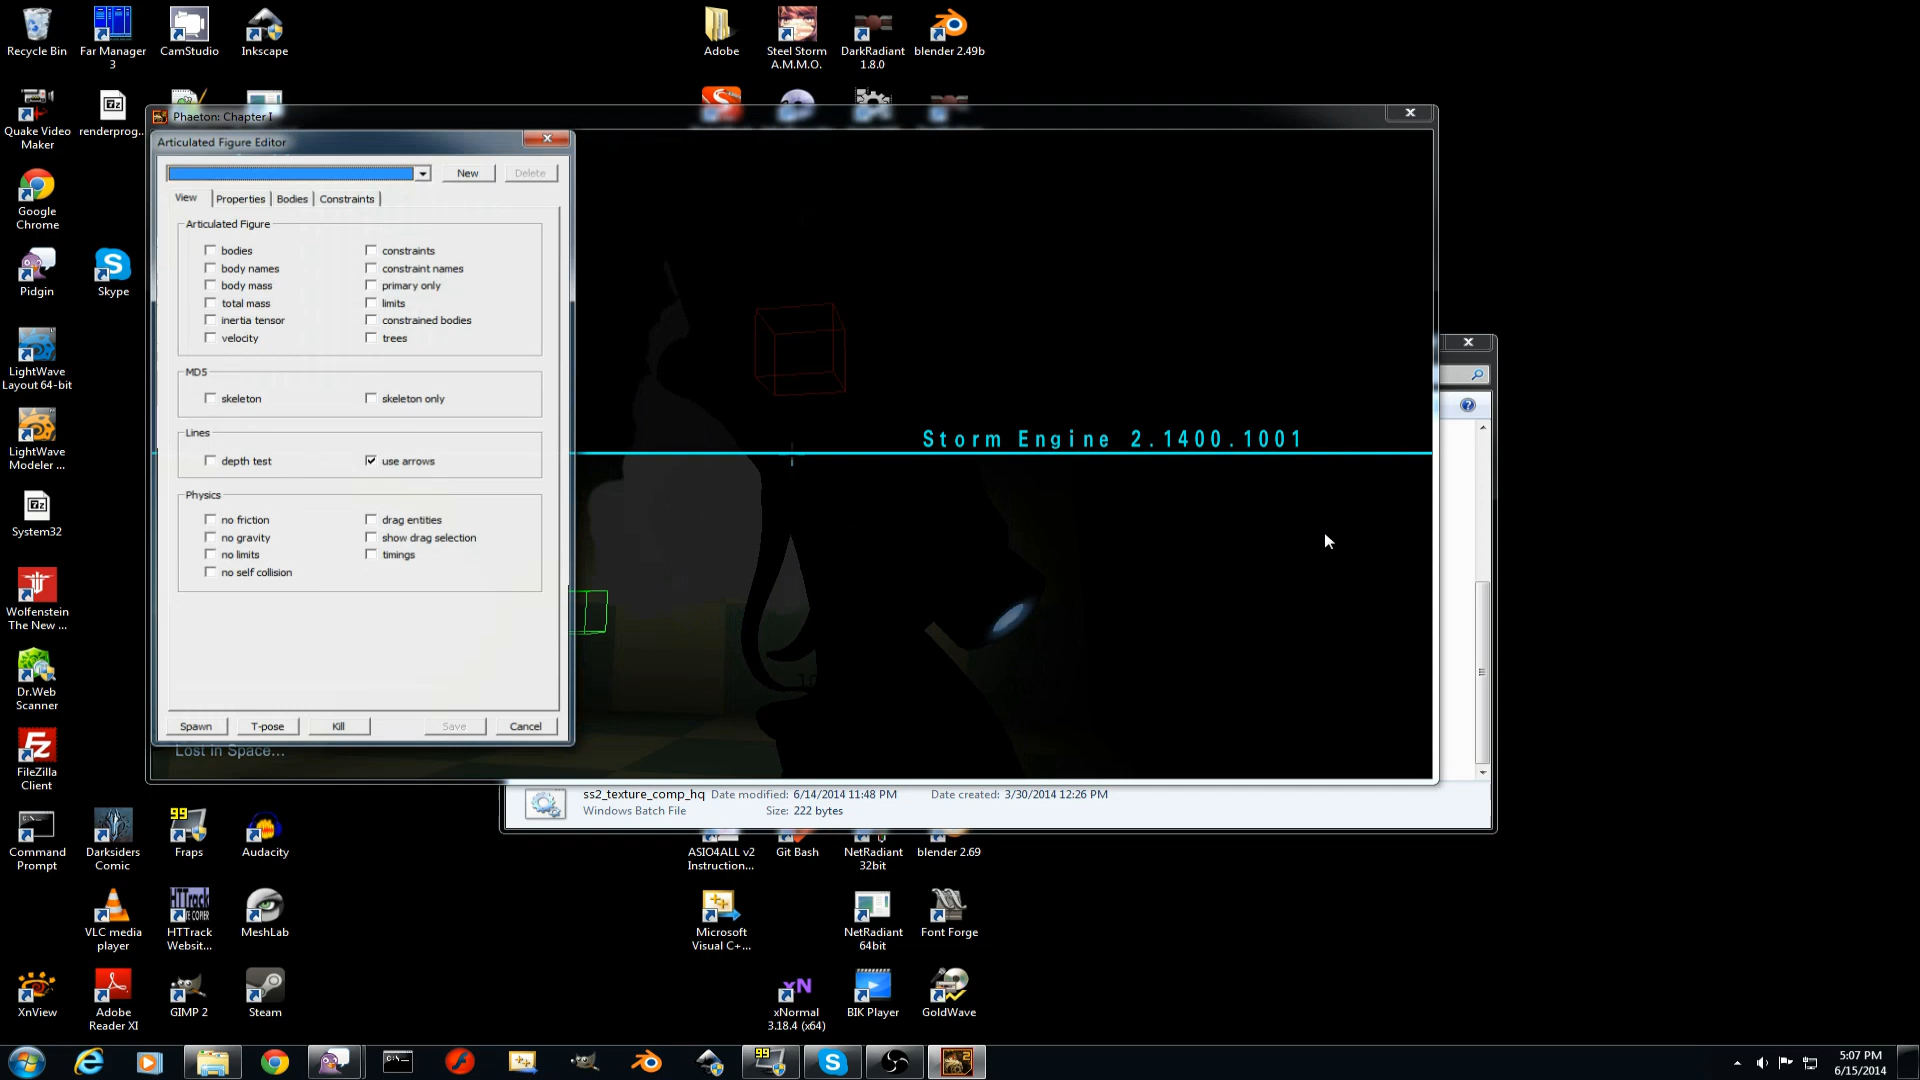 Recycle Bin
Far Manager
3
CamStudio
Inkscape
Adobe
Steel Storm
A.M.M.O.
DarkRadiant
1.8.0
blender 2.49b
Quake Video
Maker
renderprog...
Google
Chrome
Pidgin
Skype
LightWave
Layout 64-bit
LightWave
Modeler ...
System32
Wolfenstein
The New ...
Dr.Web
Scanner
FileZilla
Client
Command
Prompt
Darksiders
Comic
99
Fraps
Audacity
VLC media
player
HTTrack
Websit...
MeshLab
XnView
Adobe
Reader XI
GIMP 2
Steam
Phaeton: Chapter I
Articulated Figure Editor
New
Delete
View
Properties
Bodies
Constraints
Articulated Figure
bodies
constraints
body names
constraint names
body mass
primary only
total mass
limits
inertia tensor
constrained bodies
velocity
trees
MD5
skeleton
skeleton only
Lines
depth test
use arrows
Physics
no friction
drag entities
no gravity
show drag selection
no limits
timings
no self collision
Spawn
T-pose
Kill
Save
Cancel
Lost in Space...
Storm Engine 2.1400.1001
ss2_texture_comp_hq
Date modified: 6/14/2014 11:48 PM
Date created: 3/30/2014 12:26 PM
Windows Batch File
Size: 222 bytes
ASIO4ALL v2
Instruction...
Git Bash
NetRadiant
32bit
blender 2.69
Microsoft
Visual C+...
NetRadiant
64bit
Font Forge
xN
xNormal
3.18.4 (x64)
BIK Player
GoldWave
99
5:07 PM
6/15/2014